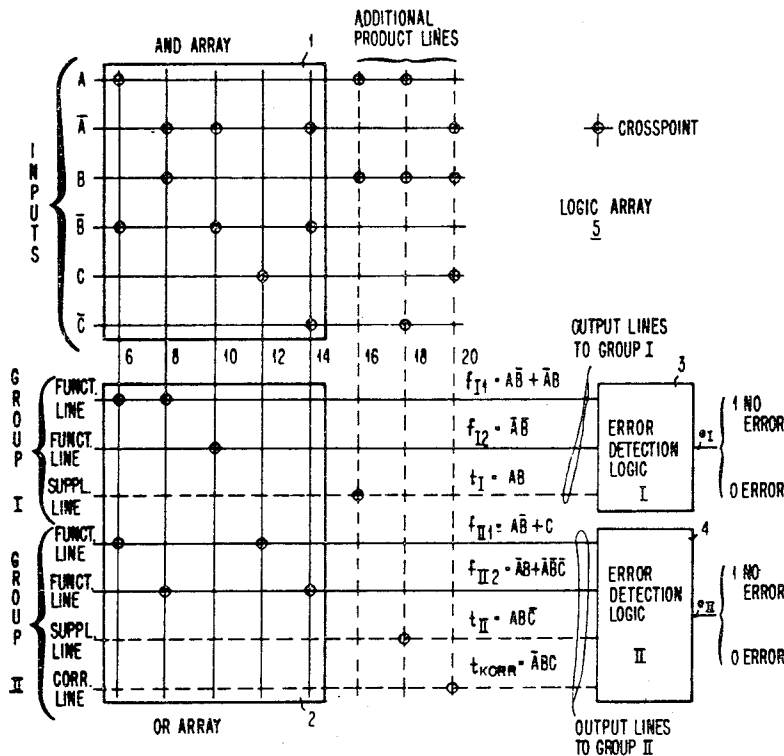 ADDITIONAL
PRODUCT LINES
AND ARRAY
1
INPUTS
A
Ā
B
B̄
C
C̄
CROSSPOINT
LOGIC ARRAY
5
6 8 10 12 14 16 18 20
OUTPUT LINES
TO GROUP I
GROUP I
FUNCT. LINE
FUNCT. LINE
SUPPL. LINE
f_I1 = AB̄ + ĀB
f_I2 = ĀB̄
t_I = AB
3
ERROR
DETECTION
LOGIC
I
e_I
1 NO
ERROR
0 ERROR
GROUP II
FUNCT. LINE
FUNCT. LINE
SUPPL. LINE
CORR. LINE
f_II1 = AB̄ + C
f_II2 = ĀB + ĀB̄C̄
t_II = ABC̄
t_KORR = ĀBC
4
ERROR
DETECTION
LOGIC
II
e_II
1 NO
ERROR
0 ERROR
OR ARRAY
2
OUTPUT LINES
TO GROUP II